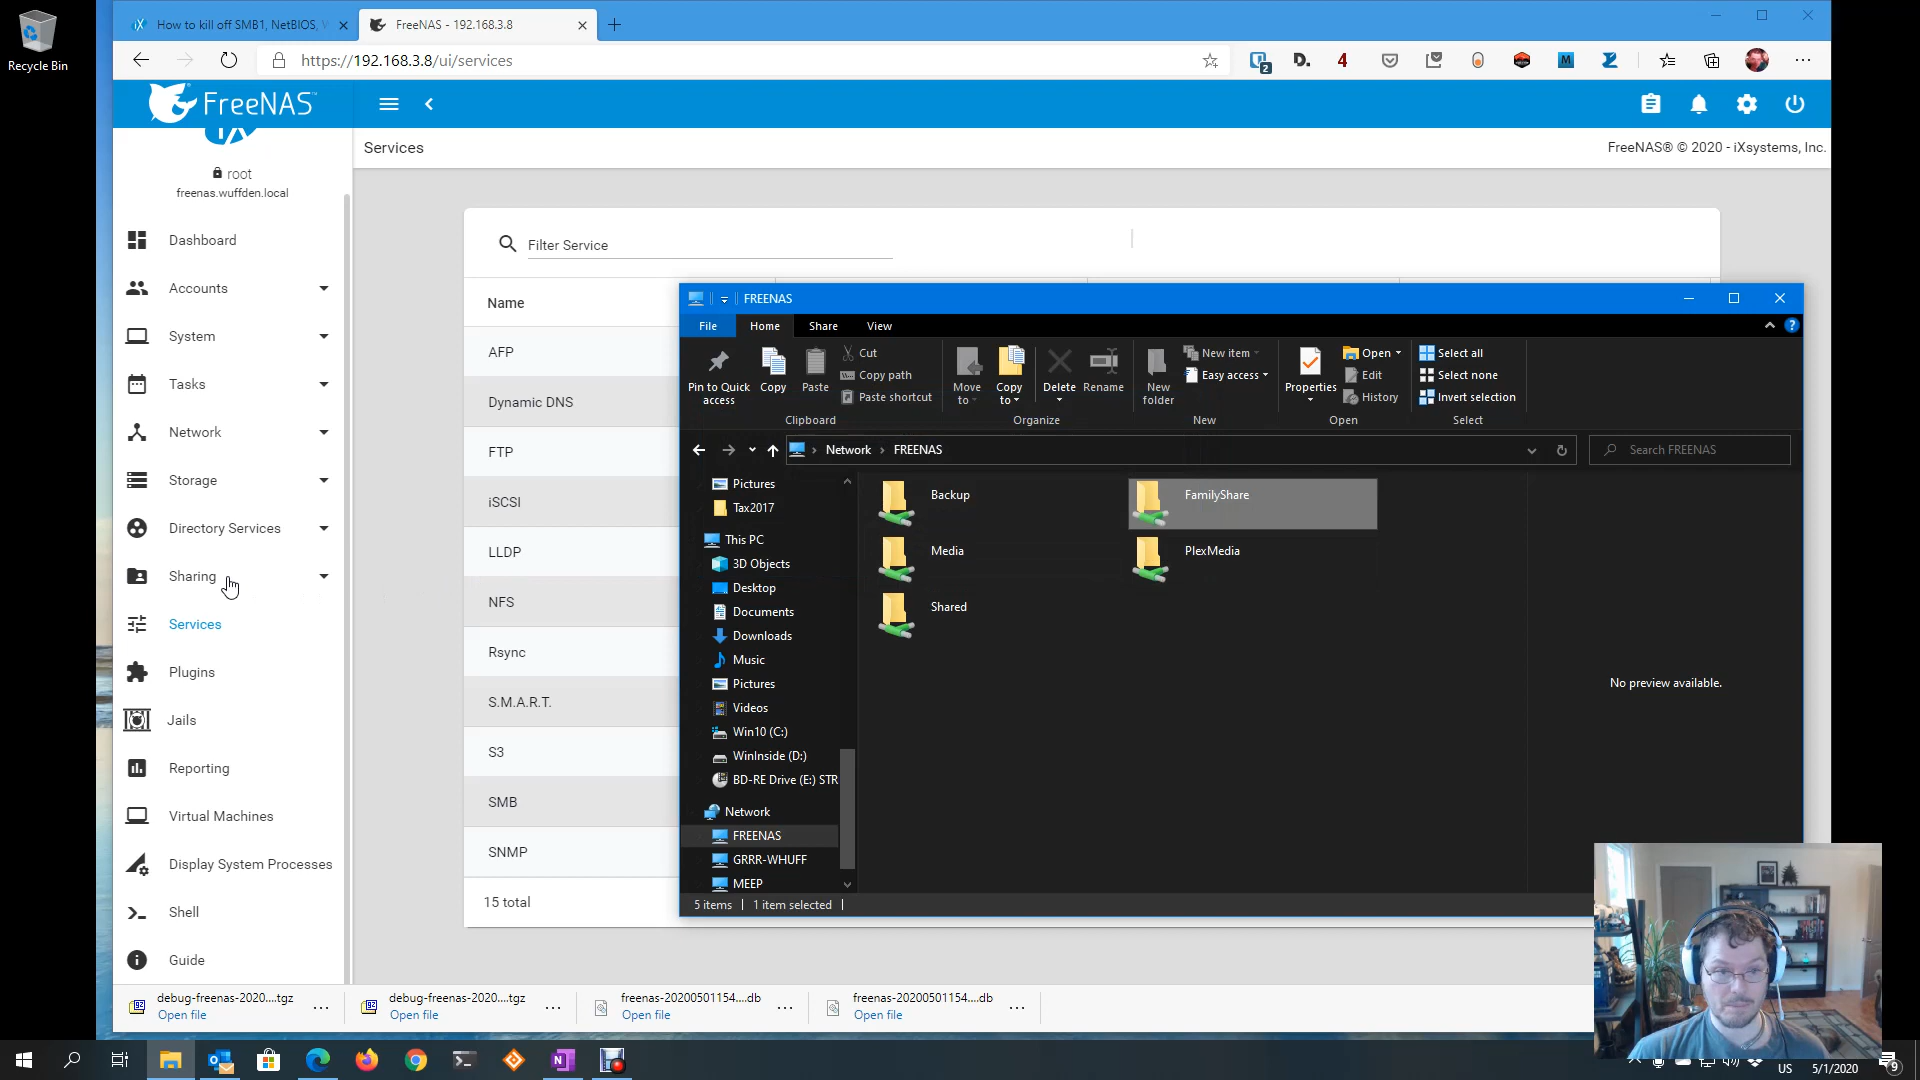 Recycle Bin
How to kill off SMB1, NetBIOS, W
FreeNAS - 192.168.3.8
https://192.168.3.8/ui/services
2
D.
4
M
Z
FreeNAS
root
freenas.wuffden.local
Dashboard
Accounts
System
Tasks
Network
Storage
Directory Services
Sharing
Services
Plugins
Jails
Reporting
Virtual Machines
Display System Processes
Shell
Guide
Services
FreeNAS® © 2020 - iXsystems, Inc.
Filter Service
Name
AFP
Dynamic DNS
FTP
iSCSI
LLDP
NFS
Rsync
S.M.A.R.T.
S3
SMB
SNMP
15 total
FREENAS
File
Home
Share
View
Pin to Quick access
Copy
Paste
Cut
Copy path
Paste shortcut
Clipboard
Move to
Copy to
Delete
Rename
Organize
New folder
New item
Easy access
New
Properties
Open
Edit
History
Open
Select all
Select none
Invert selection
Select
Network
FREENAS
Search FREENAS
Pictures
Tax2017
This PC
3D Objects
Desktop
Documents
Downloads
Music
Pictures
Videos
Win10 (C:)
WinInside (D:)
BD-RE Drive (E:) STR
Network
FREENAS
GRRR-WHUFF
MEEP
Backup
FamilyShare
Media
PlexMedia
Shared
No preview available.
5 items
1 item selected
debug-freenas-2020....tgz
Open file
debug-freenas-2020....tgz
Open file
freenas-20200501154....db
Open file
freenas-20200501154....db
Open file
US
5/1/2020
9